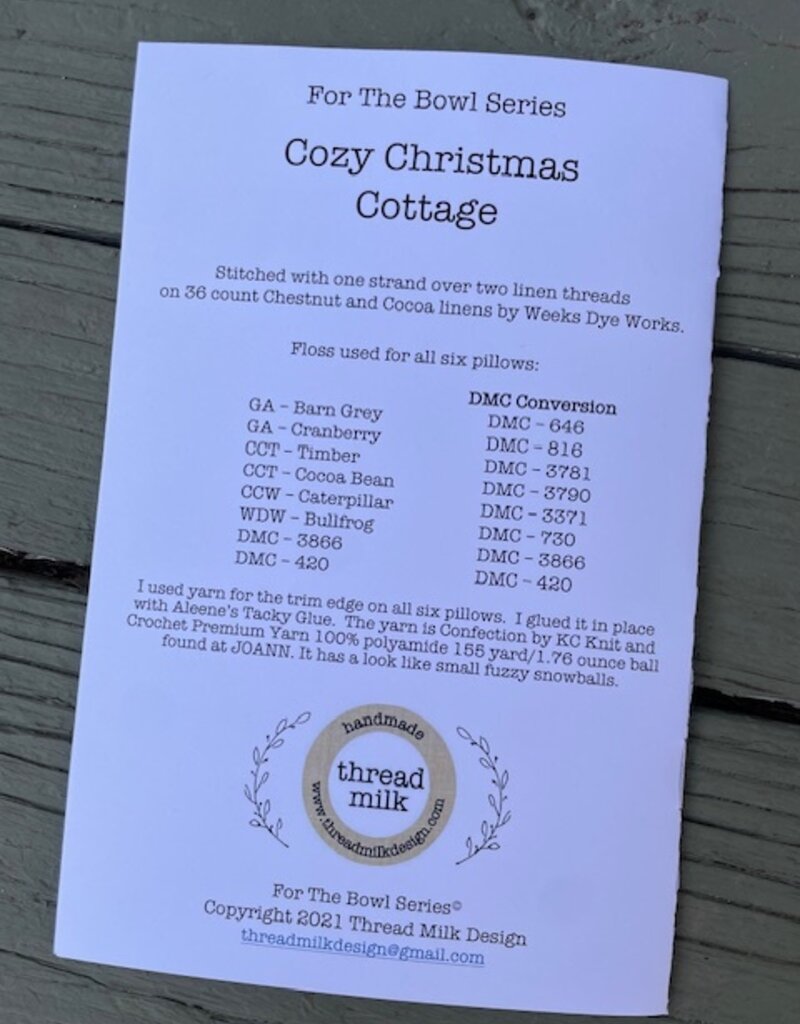 For The Bowl Series
Cozy Christmas
Cottage
Stitched with one strand over two linen threads
on 36 count Chestnut and Cocoa linens by Weeks Dye Works.
Floss used for all six pillows:
GA - Barn Grey
GA - Cranberry
CCT - Timber
CCT - Cocoa Bean
CCW - Caterpillar
WDW - Bullfrog
DMC - 3866
DMC - 420
DMC Conversion
DMC - 646
DMC - 816
DMC - 3781
DMC - 3790
DMC - 3371
DMC - 730
DMC - 3866
DMC - 420
I used yarn for the trim edge on all six pillows. I glued it in place
with Aleene's Tacky Glue. The yarn is Confection by KC Knit and
Crochet Premium Yarn 100% polyamide 155 yard/1.76 ounce ball
found at JOANN. It has a look like small fuzzy snowballs.
handmade
thread
milk
www.threadmilkdesign.com
For The Bowl Series©
Copyright 2021 Thread Milk Design
threadmilkdesign@gmail.com